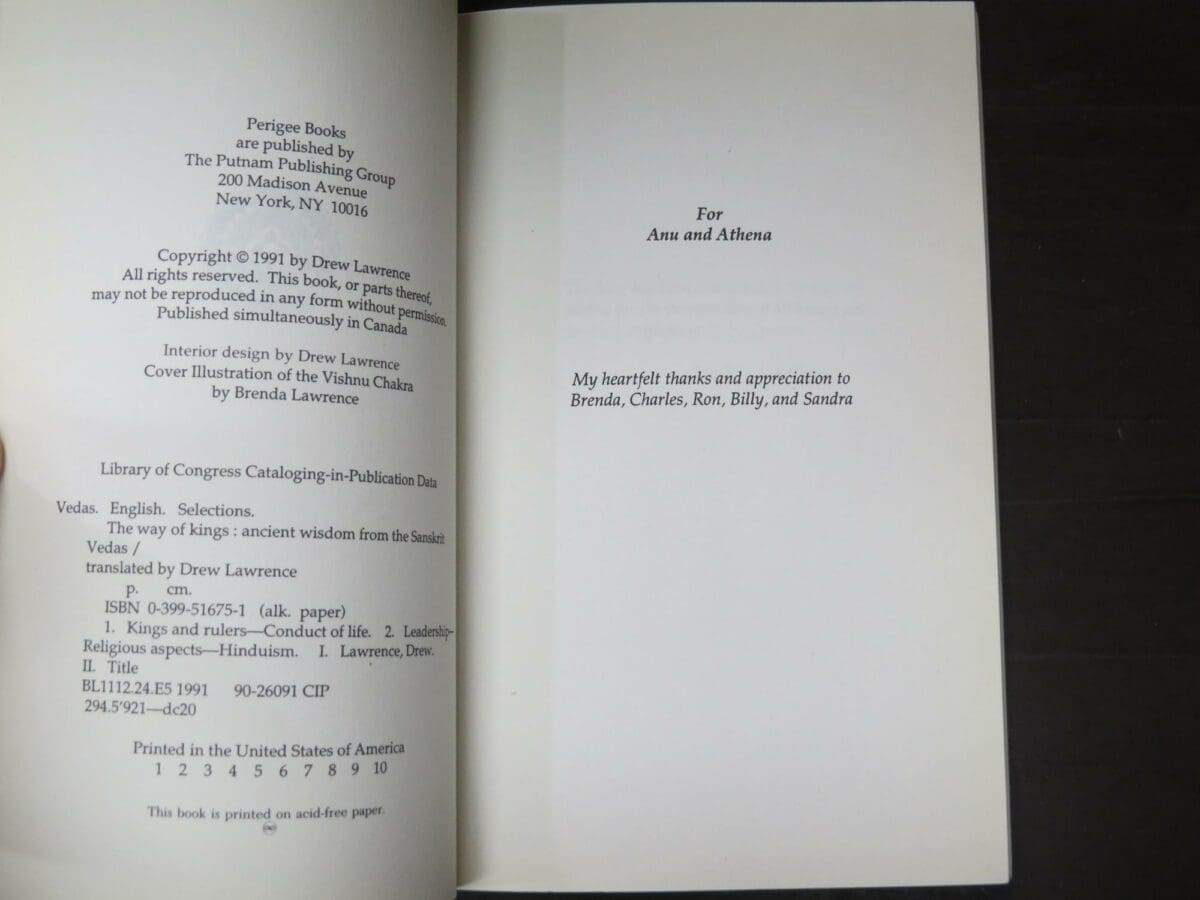 Perigee Books
are published by
The Putnam Publishing Group
200 Madison Avenue
New York, NY 10016
Copyright © 1991 by Drew Lawrence
All rights reserved. This book, or parts thereof,
may not be reproduced in any form without permission.
Published simultaneously in Canada
Interior design by Drew Lawrence
Cover Illustration of the Vishnu Chakra
by Brenda Lawrence
Library of Congress Cataloging-in-Publication Data
Vedas. English. Selections.
The way of kings : ancient wisdom from the Sanskrit
Vedas /
translated by Drew Lawrence
p. cm.
ISBN 0-399-51675-1 (alk. paper)
1. Kings and rulers—Conduct of life. 2. Leadership—
Religious aspects—Hinduism. I. Lawrence, Drew.
II. Title
BL1112.24.E5 1991 90-26091 CIP
294.5'921—dc20
Printed in the United States of America
1 2 3 4 5 6 7 8 9 10
This book is printed on acid-free paper.
♾
For
Anu and Athena
My heartfelt thanks and appreciation to
Brenda, Charles, Ron, Billy, and Sandra